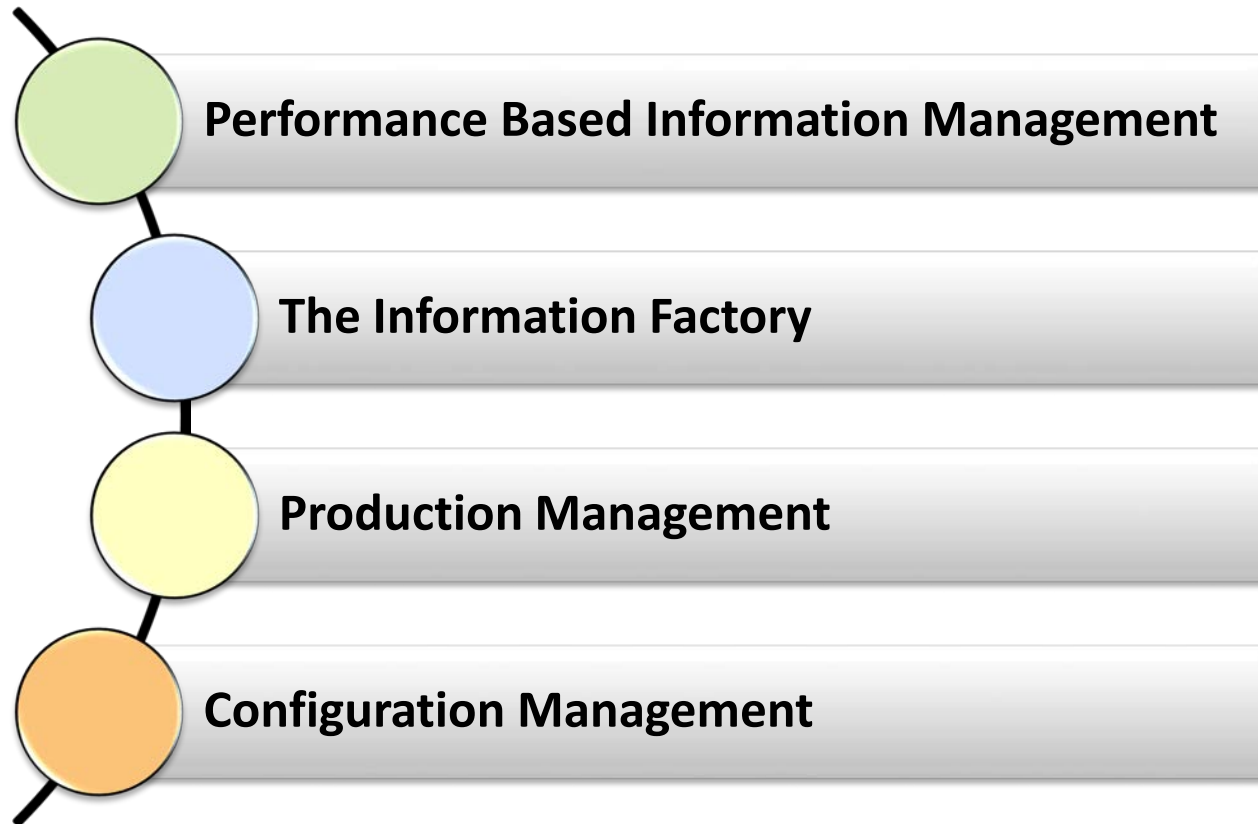 Performance Based Information Management
The Information Factory
Production Management
Configuration Management